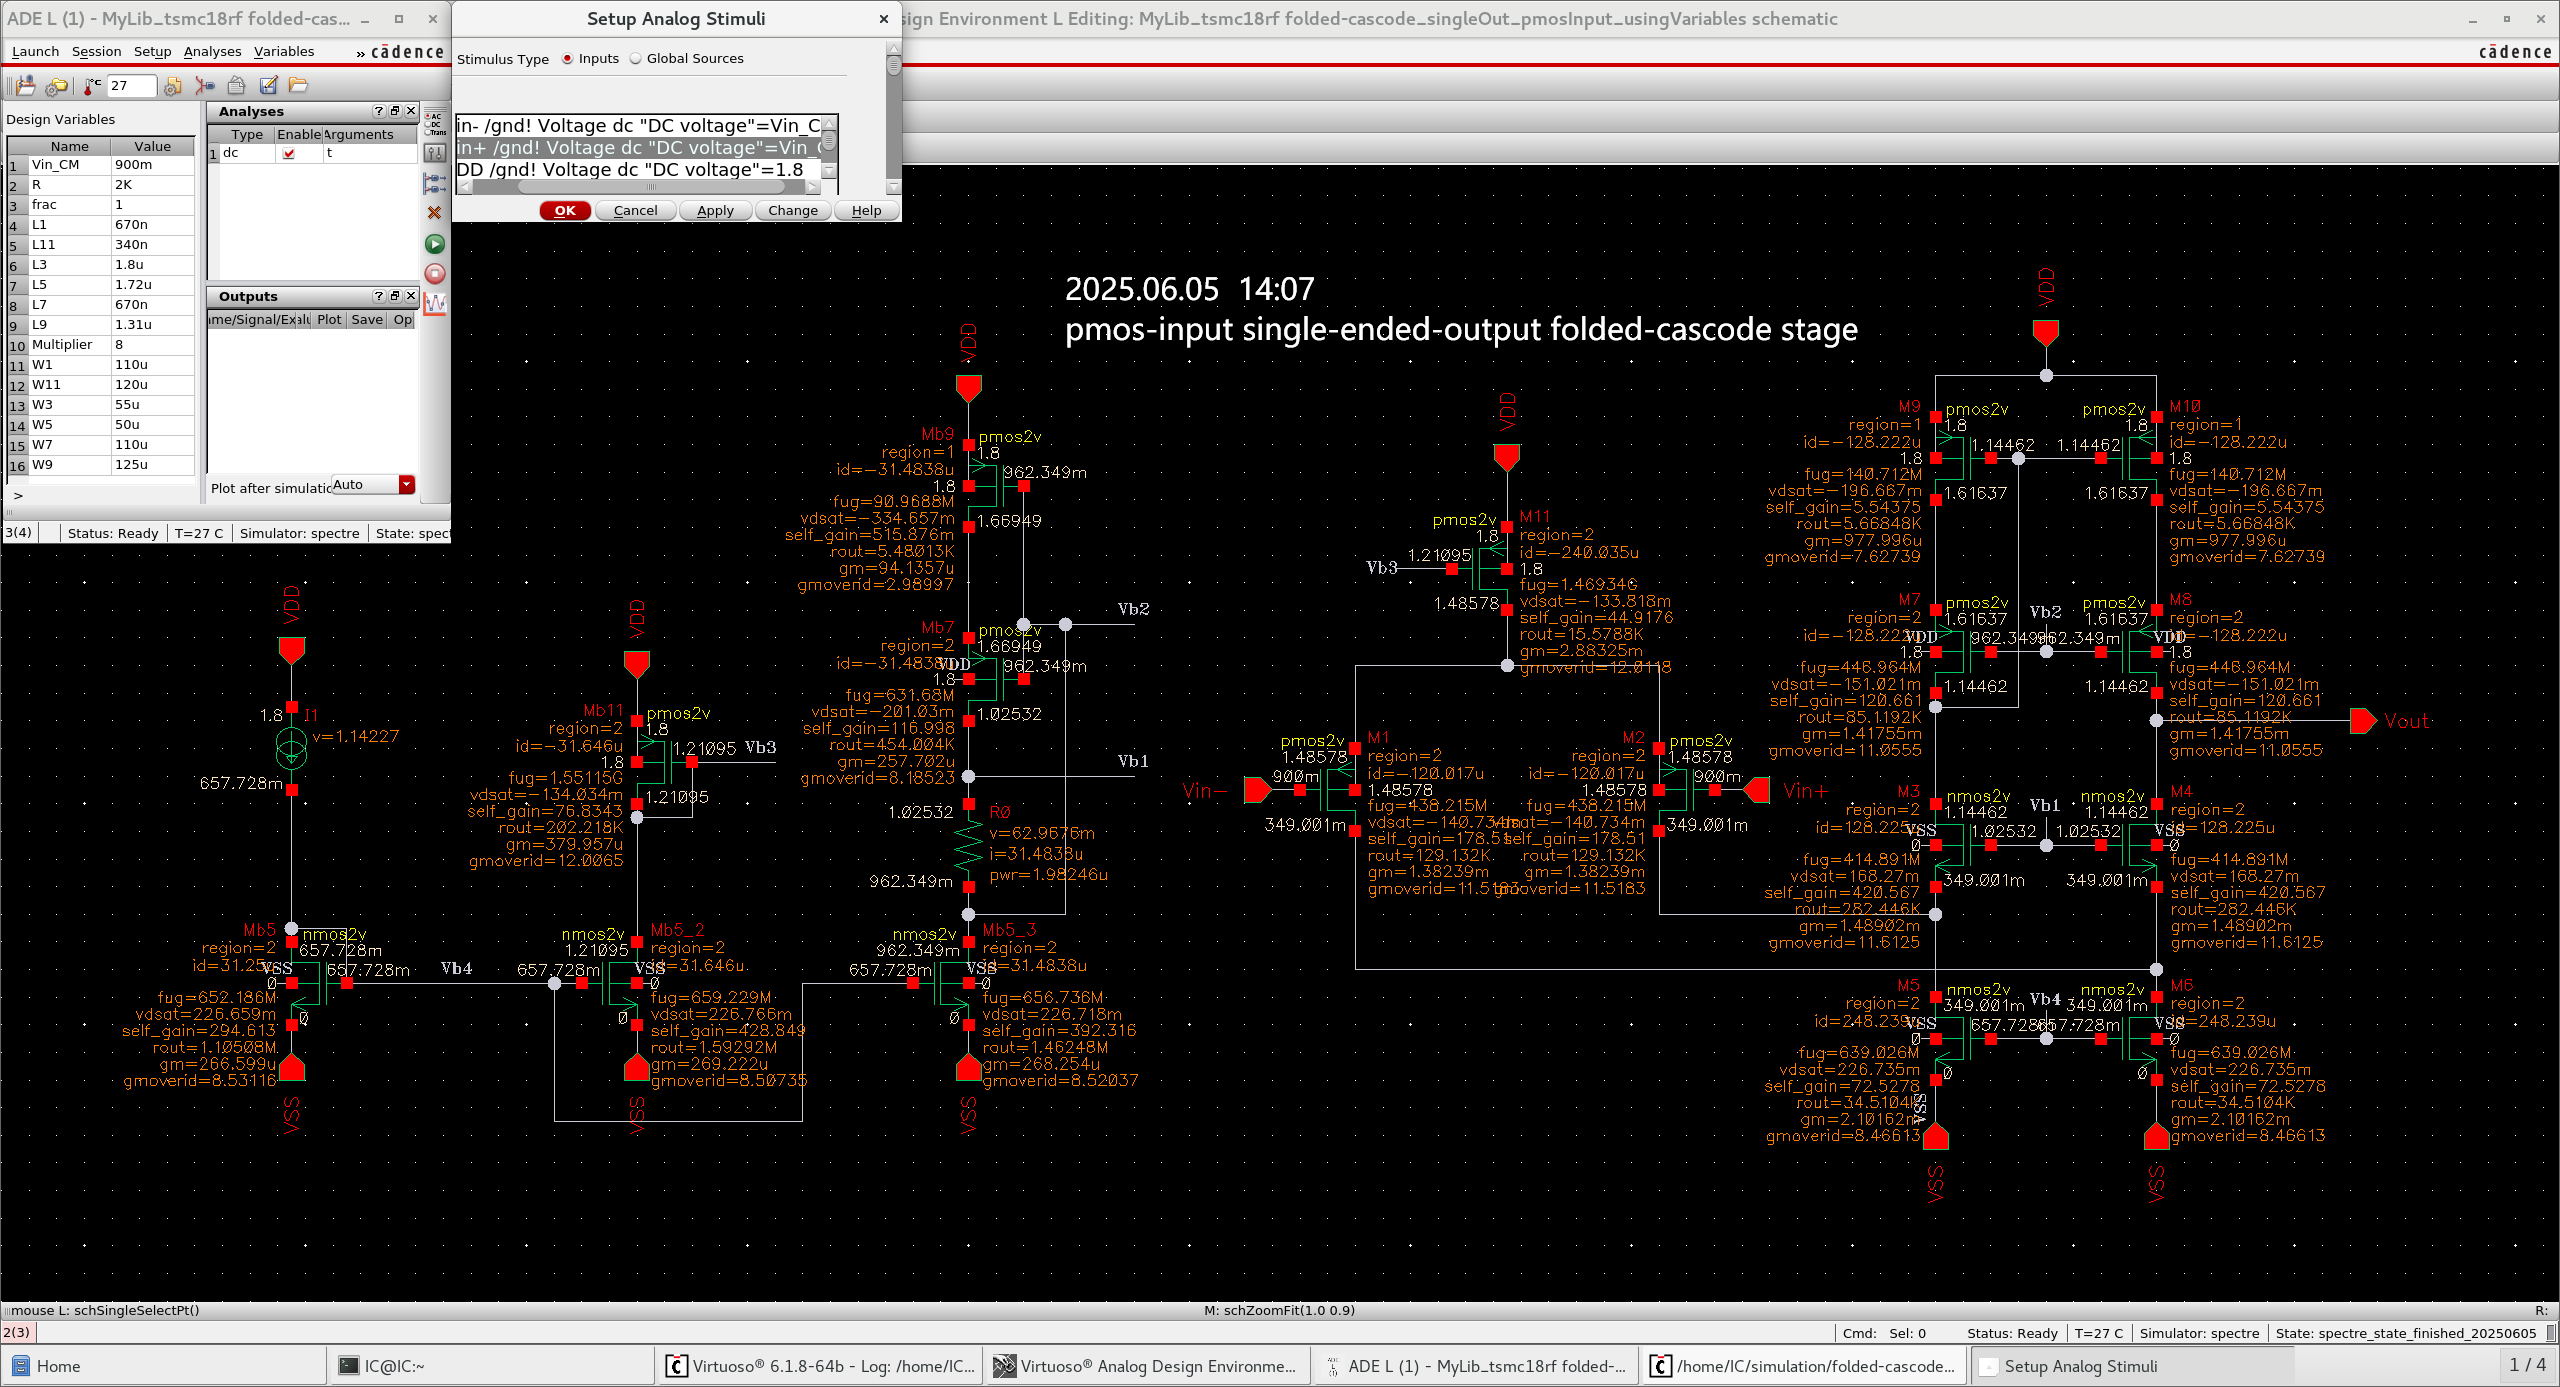 ADE L (1) - MyLib_tsmc18rf folded-cas...
Launch Session Setup Analyses Variables » cādence
27
Design Variables
Name Value
1 Vin_CM 900m
2 R 2K
3 frac 1
4 L1 670n
5 L11 340n
6 L3 1.8u
7 L5 1.72u
8 L7 670n
9 L9 1.31u
10 Multiplier 8
11 W1 110u
12 W11 120u
13 W3 55u
14 W5 50u
15 W7 110u
16 W9 125u
>
Analyses
Type Enable Arguments
1 dc t
Outputs
Plot Save Op
Plot after simulatic Auto
AC
DC
Trans
3(4) Status: Ready T=27 C Simulator: spectre State: spect
Setup Analog Stimuli
Stimulus Type Inputs Global Sources
in- /gnd! Voltage dc "DC voltage"=Vin_C
in+ /gnd! Voltage dc "DC voltage"=Vin_C
DD /gnd! Voltage dc "DC voltage"=1.8
OK Cancel Apply Change Help
sign Environment L Editing: MyLib_tsmc18rf folded-cascode_singleOut_pmosInput_usingVariables schematic
cādence
2025.06.05 14:07
pmos-input single-ended-output folded-cascode stage
VDD
1.8 I1
v=1.14227
657.728m
Mb5 nmos2v
region=2 657.728m
id=31.25 VSS 657.728m Vb4
0
fug=652.186M
vdsat=226.659m 0
self_gain=294.613
rout=1.10508M
gm=266.599u
gmoverid=8.53116
VSS
VDD
Mb11 pmos2v
region=2 1.8
id=-31.646u 1.21095 Vb3
1.8
fug=1.55115G
vdsat=-134.034m 1.21095
self_gain=76.8343
rout=202.218K
gm=379.957u
gmoverid=12.0065
nmos2v Mb5_2
1.21095 region=2
657.728m VSS id=31.646u
0
fug=659.229M
0 vdsat=226.766m
self_gain=428.849
rout=1.59292M
gm=269.222u
gmoverid=8.50735
VSS
VDD
Mb9 pmos2v
region=1 1.8
id=-31.4838u 962.349m
1.8
fug=90.9688M
vdsat=-334.657m 1.66949
self_gain=515.876m
rout=5.48013K
gm=94.1357u
gmoverid=2.98997
Vb2
Mb7 pmos2v
region=2 1.66949
id=-31.4838 VDD 962.349m
1.8
fug=631.68M
vdsat=-201.03m 1.02532
self_gain=116.998
rout=454.004K
gm=257.702u
gmoverid=8.18523
Vb1
1.02532 R0
v=62.9676m
i=31.4838u
pwr=1.98246u
962.349m
nmos2v Mb5_3
962.349m region=2
657.728m VSS id=31.4838u
0
fug=656.736M
0 vdsat=226.718m
self_gain=392.316
rout=1.46248M
gm=268.254u
gmoverid=8.52037
VSS
VDD
pmos2v M11
1.8 region=2
1.21095 id=-240.035u
Vb3 1.8
fug=1.46934G
1.48578 vdsat=-133.818m
self_gain=44.9176
rout=15.5788K
gm=2.88325m
gmoverid=12.0118
pmos2v M1
1.48578 region=2
900m id=-120.017u
Vin- 1.48578
fug=438.215M
349.001m vdsat=-140.734m
self_gain=178.51
rout=129.132K
gm=1.38239m
gmoverid=11.5183
M2 pmos2v
region=2 1.48578
id=-120.017u 900m
1.48578 Vin+
fug=438.215M
vdsat=-140.734m 349.001m
self_gain=178.51
rout=129.132K
gm=1.38239m
gmoverid=11.5183
VDD
M9 pmos2v
region=1 1.8
id=-128.222u 1.14462
1.8
fug=140.712M
vdsat=-196.667m 1.61637
self_gain=5.54375
rout=5.66848K
gm=977.996u
gmoverid=7.62739
pmos2v M10
1.8 region=1
1.14462 id=-128.222u
1.8
fug=140.712M
1.61637 vdsat=-196.667m
self_gain=5.54375
rout=5.66848K
gm=977.996u
gmoverid=7.62739
M7 pmos2v
region=2 1.61637
id=-128.222 VDD 962.349m
1.8
fug=446.964M
vdsat=-151.021m 1.14462
self_gain=120.661
rout=85.1192K
gm=1.41755m
gmoverid=11.0555
Vb2
pmos2v M8
1.61637 region=2
962.349m VDD id=-128.222u
1.8
fug=446.964M
1.14462 vdsat=-151.021m
self_gain=120.661
rout=85.1192K
gm=1.41755m
gmoverid=11.0555
Vout
M3 nmos2v
region=2 1.14462
id=128.225u VSS 1.02532
0
fug=414.891M
vdsat=168.27m 349.001m
self_gain=420.567
rout=282.446K
gm=1.48902m
gmoverid=11.6125
Vb1
nmos2v M4
1.14462 region=2
1.02532 VSS id=128.225u
0
fug=414.891M
349.001m vdsat=168.27m
self_gain=420.567
rout=282.446K
gm=1.48902m
gmoverid=11.6125
M5 nmos2v
region=2 349.001m
id=248.239u VSS 657.728m
0
fug=639.026M
vdsat=226.735m 0
self_gain=72.5278
rout=34.5104K
gm=2.10162m
gmoverid=8.46613
VSS
VSS
Vb4
nmos2v M6
349.001m region=2
657.728m VSS id=248.239u
0
fug=639.026M
0 vdsat=226.735m
self_gain=72.5278
rout=34.5104K
gm=2.10162m
gmoverid=8.46613
VSS
mouse L: schSingleSelectPt() M: schZoomFit(1.0 0.9) R:
2(3) Cmd: Sel: 0 Status: Ready T=27 C Simulator: spectre State: spectre_state_finished_20250605
Home IC@IC:~ Virtuoso® 6.1.8-64b - Log: /home/IC... Virtuoso® Analog Design Environme... ADE L (1) - MyLib_tsmc18rf folded-... /home/IC/simulation/folded-cascode... Setup Analog Stimuli 1 / 4